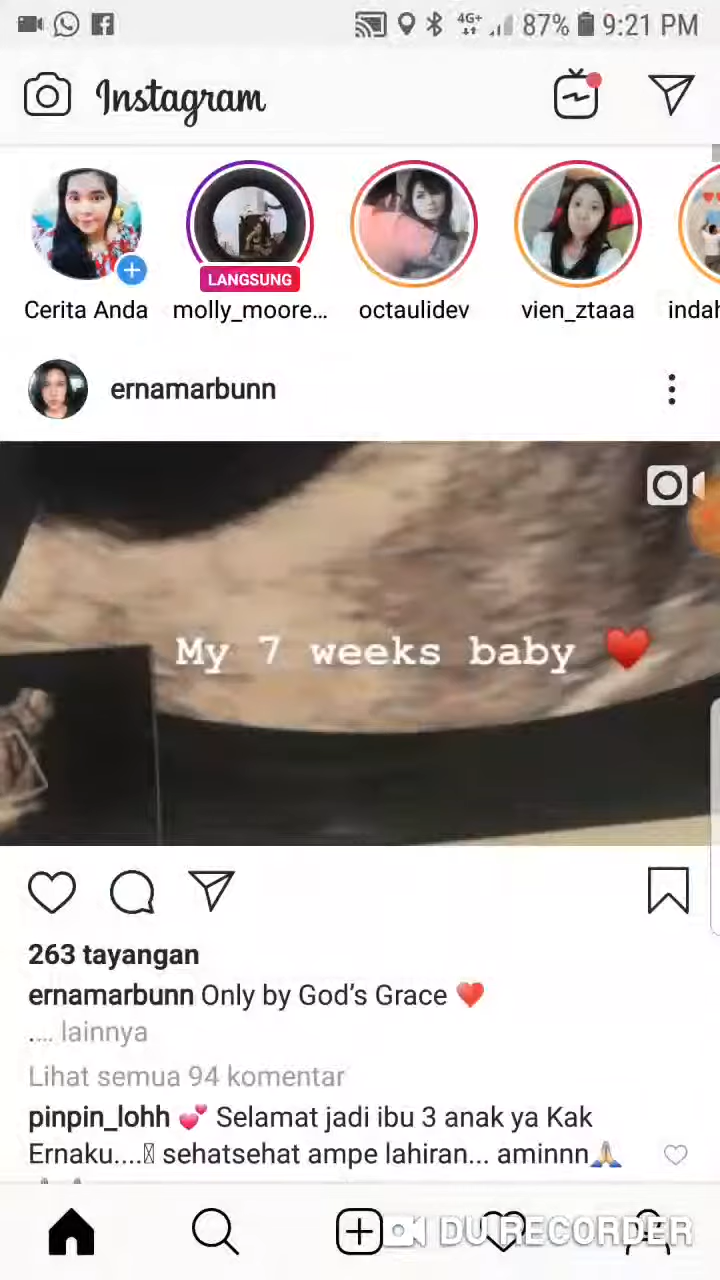 4G+ 87% 9:21 PM
Instagram
LANGSUNG
Cerita Anda molly_moore... octaulidev vien_ztaaa indah
ernamarbunn
My 7 weeks baby ❤️
263 tayangan
ernamarbunn Only by God’s Grace ❤️
.... lainnya
Lihat semua 94 komentar
pinpin_lohh 💕 Selamat jadi ibu 3 anak ya Kak
Ernaku.... sehatsehat ampe lahiran... aminnn🙏
DU RECORDER